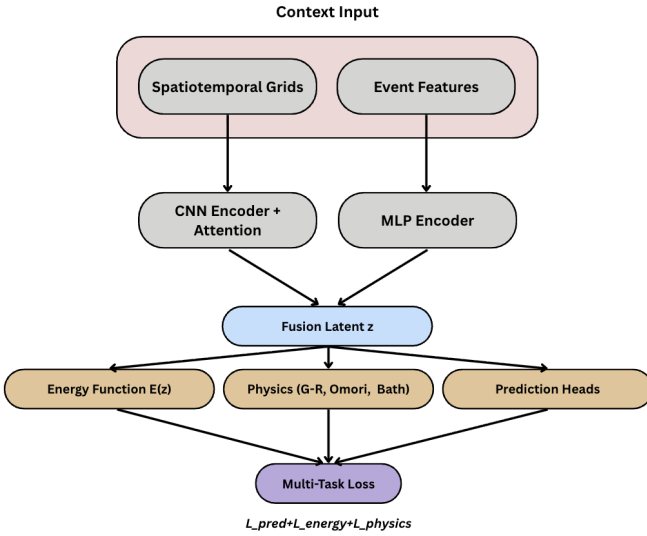 Context Input
Spatiotemporal Grids
Event Features
CNN Encoder +
Attention
MLP Encoder
Fusion Latent z
Energy Function E(z)
Physics (G-R, Omori, Bath)
Prediction Heads
Multi-Task Loss
L_pred+L_energy+L_physics